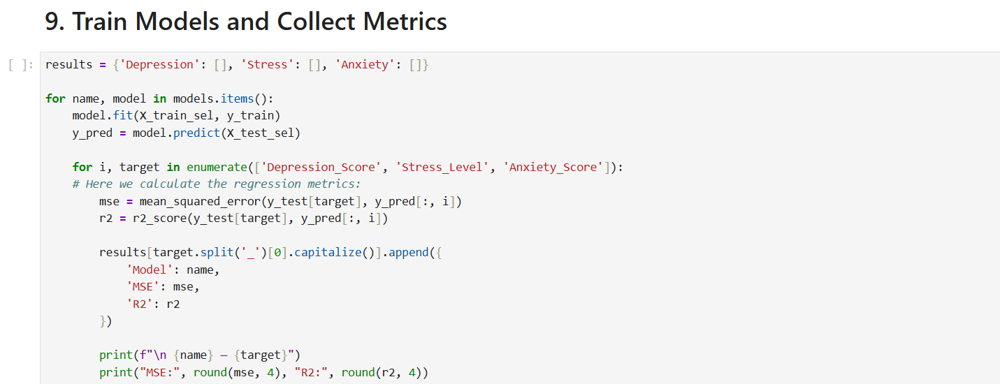 9. Train Models and Collect Metrics
[ ]: results = {'Depression': [], 'Stress': [], 'Anxiety': []}
for name, model in models.items():
    model.fit(X_train_sel, y_train)
    y_pred = model.predict(X_test_sel)
    for i, target in enumerate(['Depression_Score', 'Stress_Level', 'Anxiety_Score']):
    # Here we calculate the regression metrics:
        mse = mean_squared_error(y_test[target], y_pred[:, i])
        r2 = r2_score(y_test[target], y_pred[:, i])
        results[target.split('_')[0].capitalize()].append({
            'Model': name,
            'MSE': mse,
            'R2': r2
        })
        print(f"\n {name} — {target}")
        print("MSE:", round(mse, 4), "R2:", round(r2, 4))